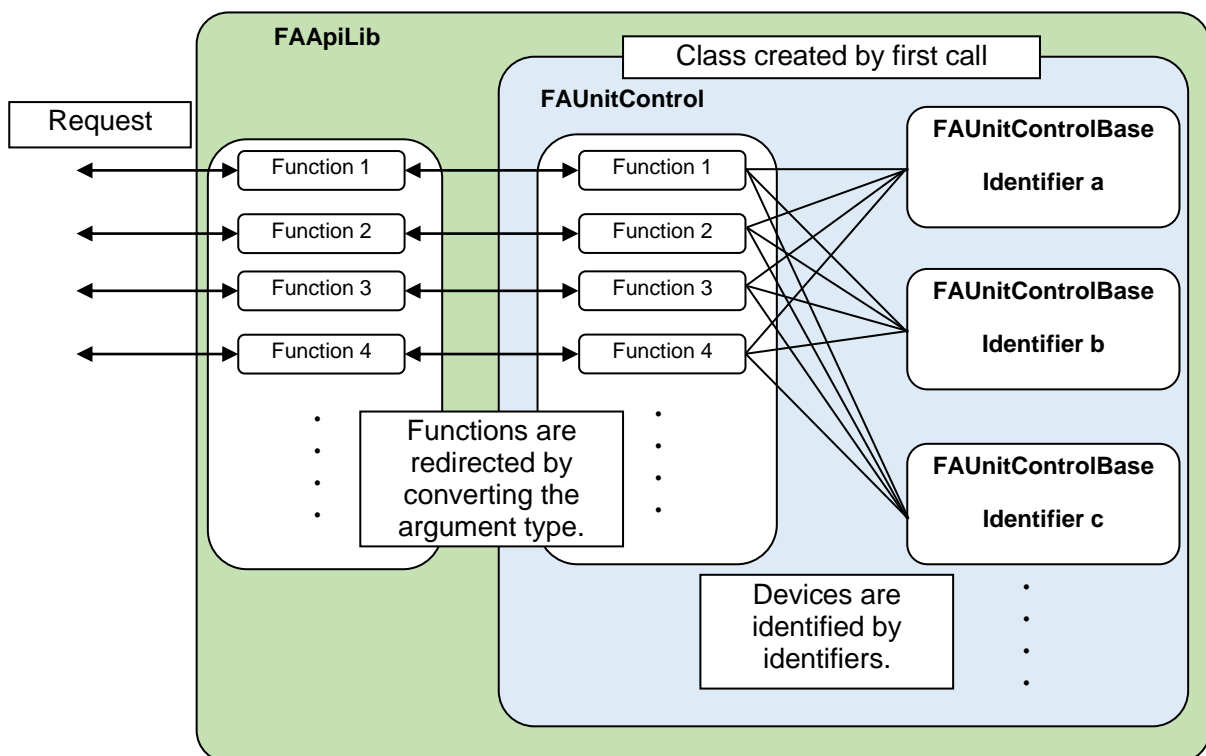 FAApiLib
Class created by first call
FAUnitControl
Request
Function 1
Function 2
Function 3
Function 4
Functions are
redirected by
converting the
argument type.
Function 1
Function 2
Function 3
Function 4
FAUnitControlBase
Identifier a
FAUnitControlBase
Identifier b
FAUnitControlBase
Identifier c
Devices are
identified by
identifiers.